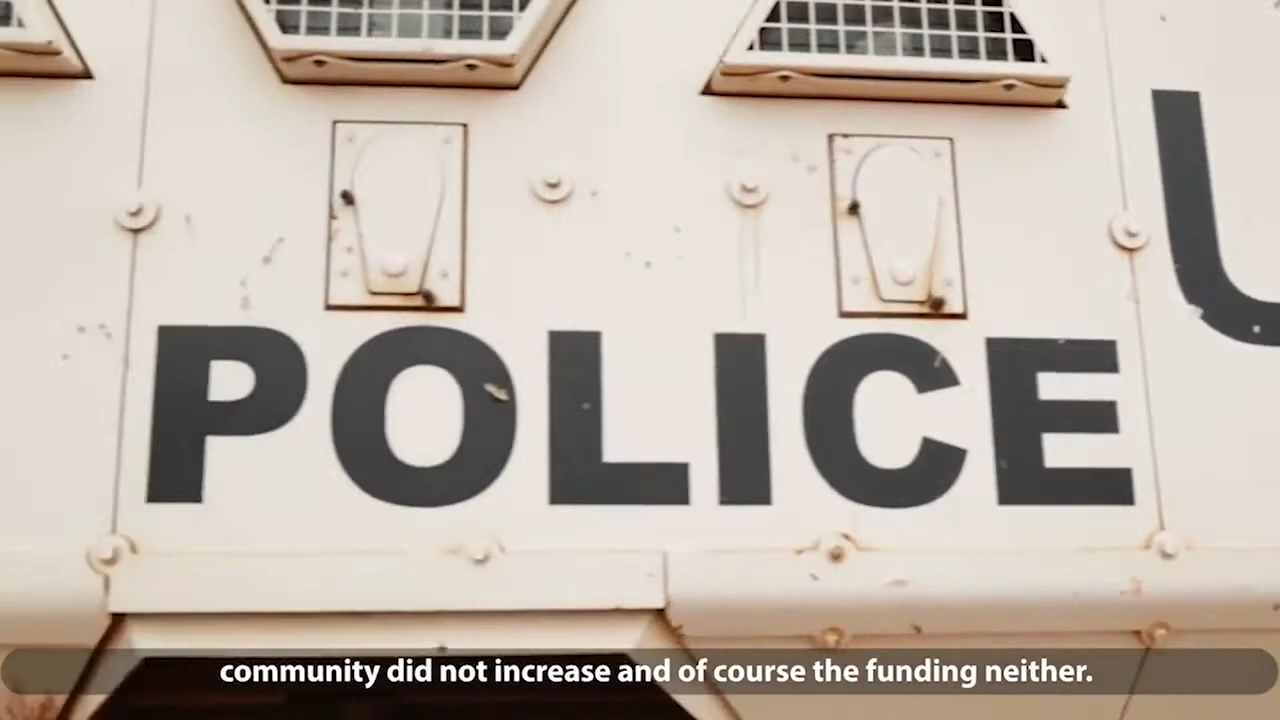 POLICE
community did not increase and of course the funding neither.